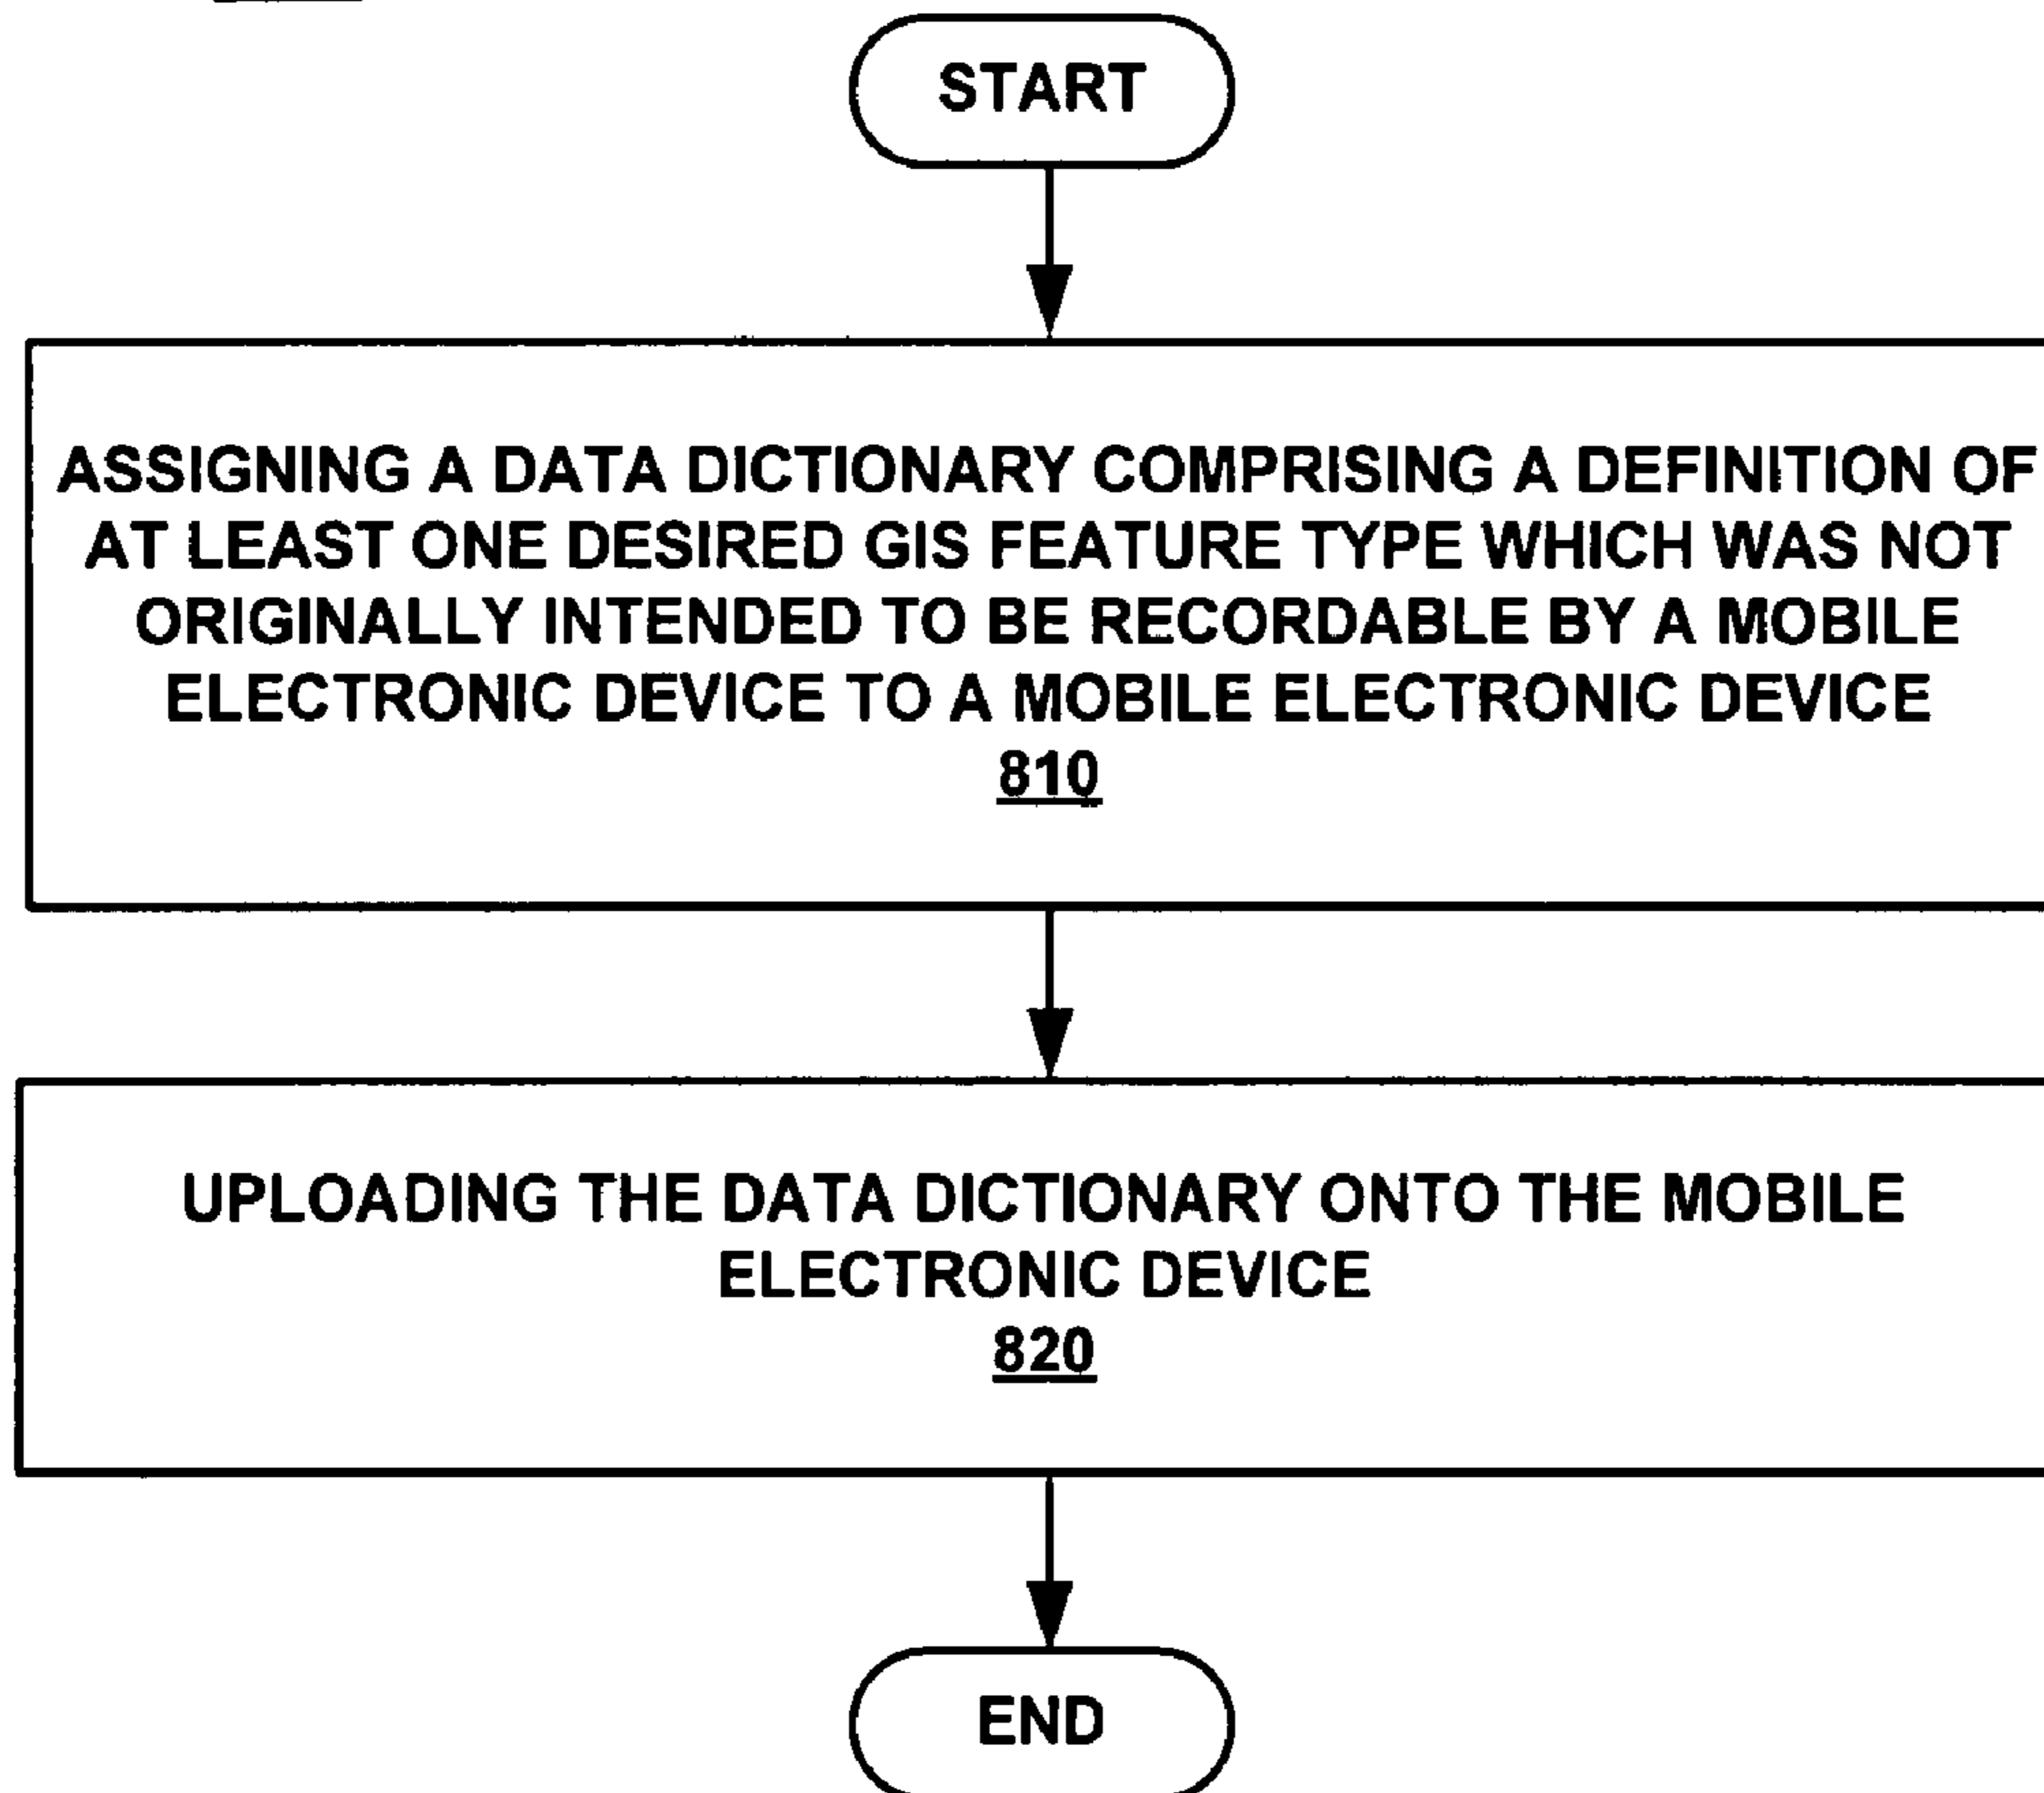 START
ASSIGNING A DATA DICTIONARY COMPRISING A DEFINITION OF
AT LEAST ONE DESIRED GIS FEATURE TYPE WHICH WAS NOT
ORIGINALLY INTENDED TO BE RECORDABLE BY A MOBILE
ELECTRONIC DEVICE TO A MOBILE ELECTRONIC DEVICE
810
UPLOADING THE DATA DICTIONARY ONTO THE MOBILE
ELECTRONIC DEVICE
820
END